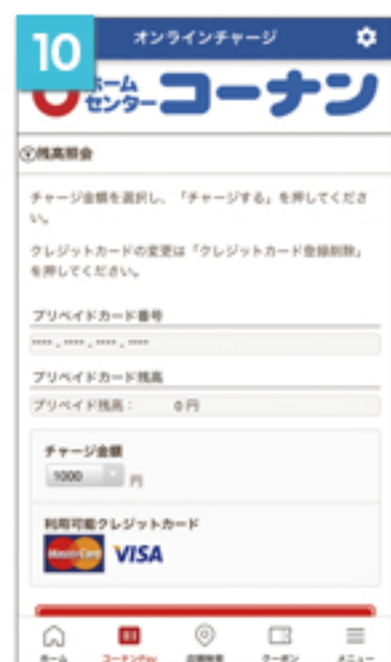 10
オンラインチャージ
ホーム
センター
コーナン
残高照会
チャージ金額を選択し、「チャージする」を押してくださ
い。
クレジットカードの変更は「クレジットカード登録削除」
を押してください。
プリペイドカード番号
**** - **** - **** - ****
プリペイドカード残高
プリペイド残高： 0円
チャージ金額
1000 円
利用可能クレジットカード
MasterCard VISA
ホーム コーナンPay 店舗検索 クーポン メニュー